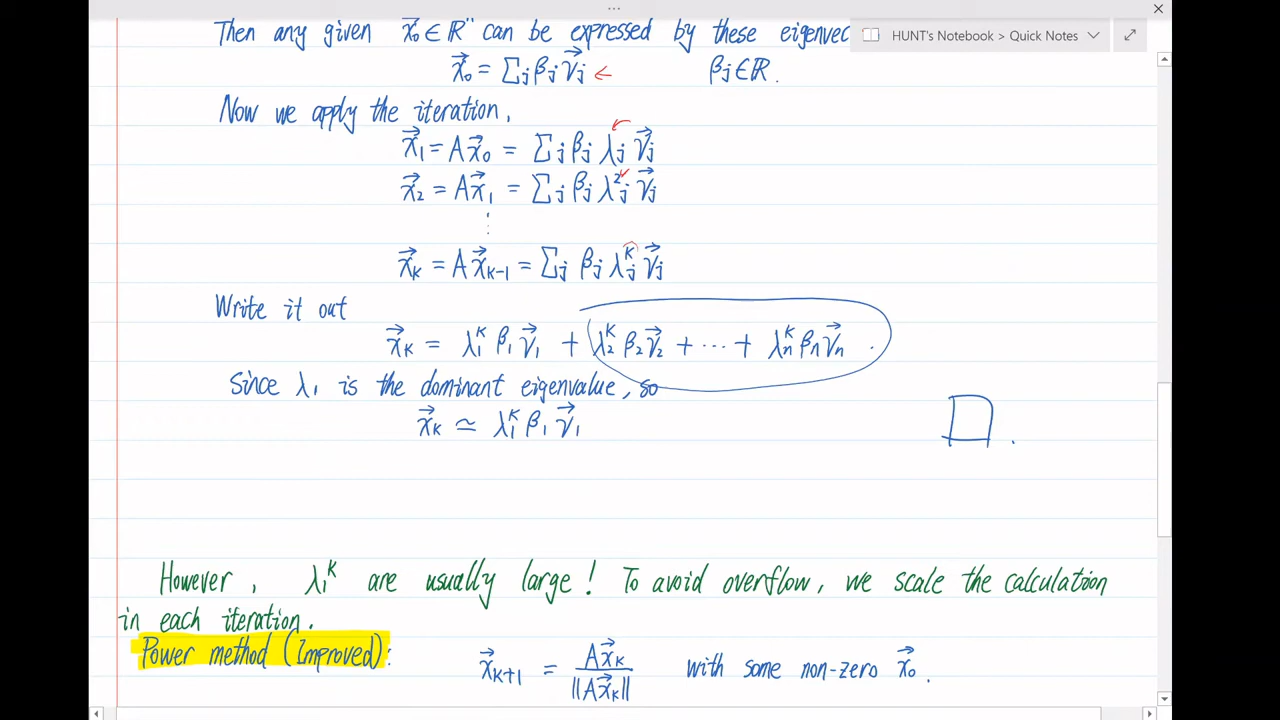 Then any given x⃗₀ ∈ ℝⁿ can be expressed by these eigenvec
HUNT's Notebook > Quick Notes
x⃗₀ = Σⱼ βⱼ v⃗ⱼ ← βⱼ ∈ ℝ.
Now we apply the iteration,
x⃗₁ = Ax⃗₀ = Σⱼ βⱼ λⱼ v⃗ⱼ
x⃗₂ = Ax⃗₁ = Σⱼ βⱼ λⱼ² v⃗ⱼ
⋮
x⃗ₖ = Ax⃗ₖ₋₁ = Σⱼ βⱼ λⱼᵏ v⃗ⱼ
Write it out
x⃗ₖ = λ₁ᵏ β₁ v⃗₁ + λ₂ᵏ β₂ v⃗₂ + ⋯ + λₙᵏ βₙ v⃗ₙ .
Since λ₁ is the dominant eigenvalue, so
x⃗ₖ ≃ λ₁ᵏ β₁ v⃗₁
□ .
However, λ₁ᵏ are usually large! To avoid overflow, we scale the calculation
in each iteration.
Power method (Improved):
x⃗ₖ₊₁ = Ax⃗ₖ / ‖Ax⃗ₖ‖ with some non-zero x⃗₀.